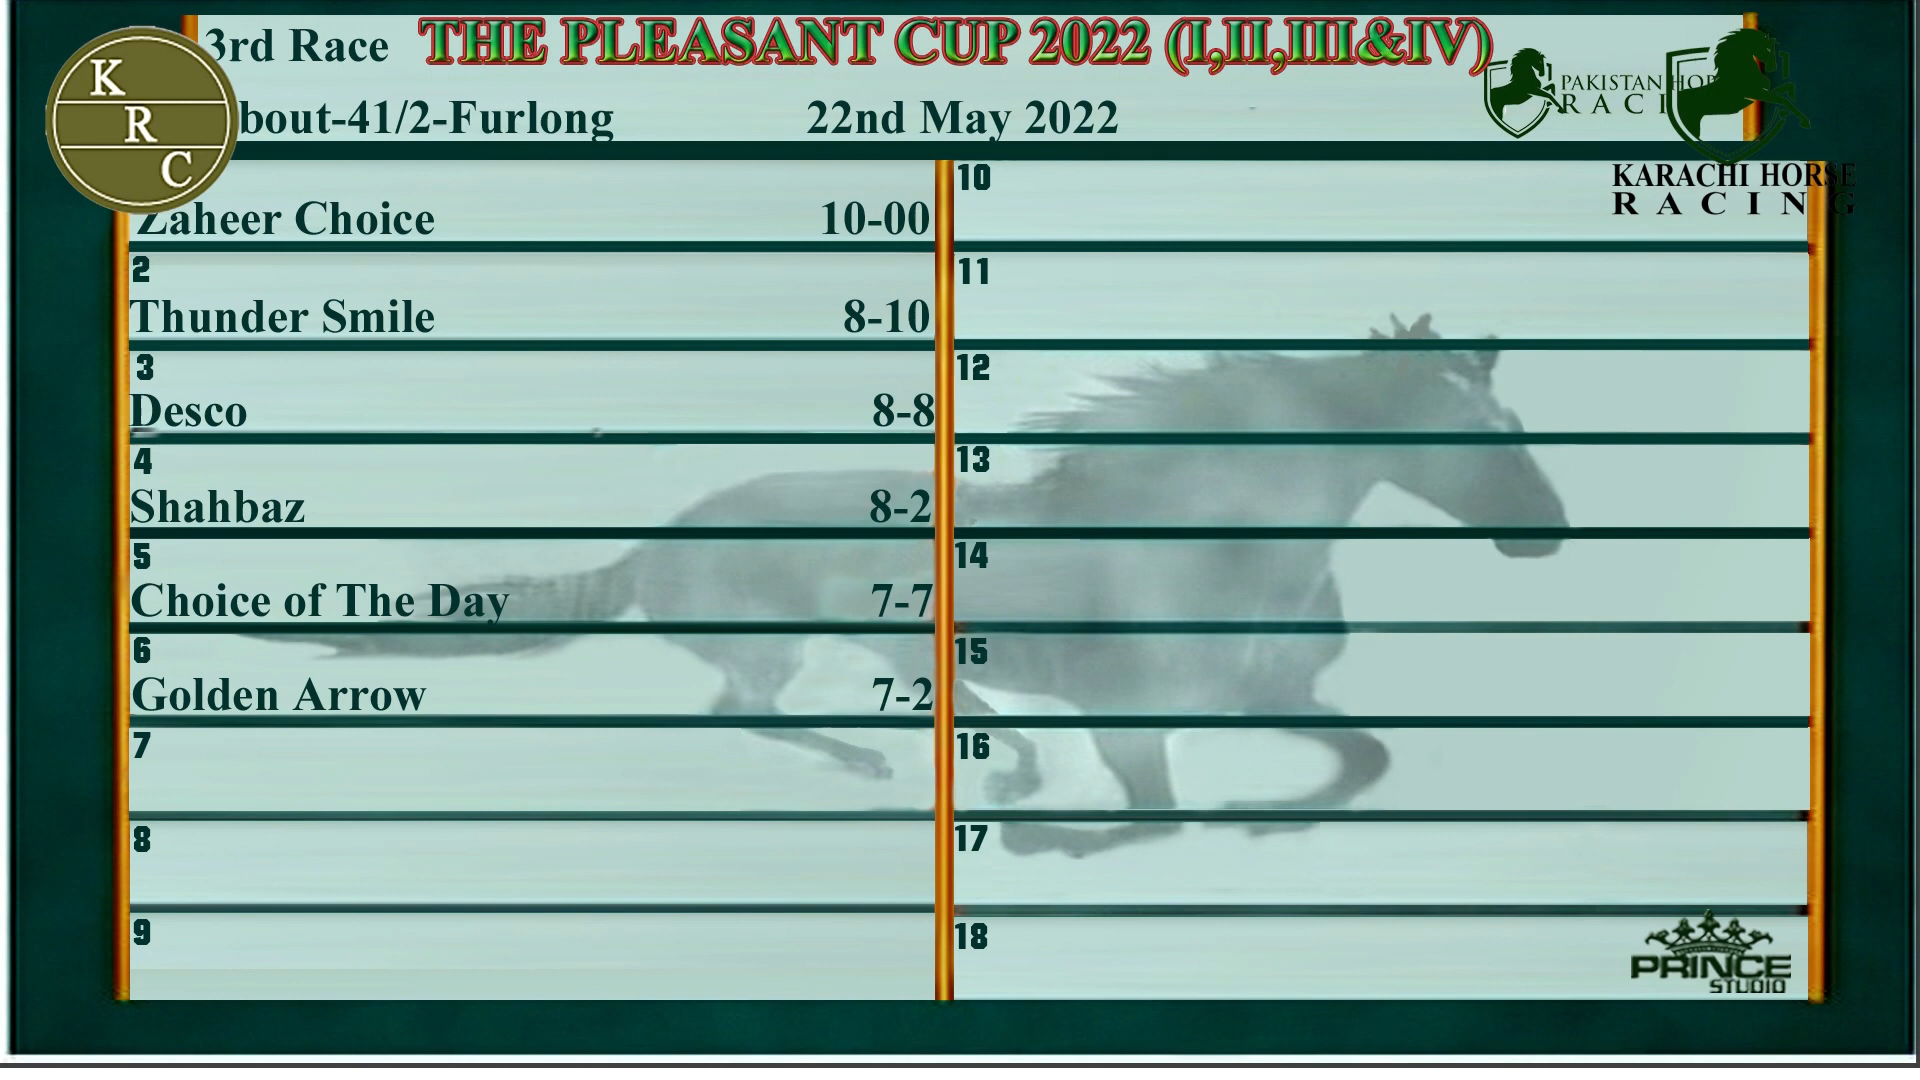 3rd Race THE PLEASANT CUP 2022 (I,II,III&IV)
bout-41/2-Furlong 22nd May 2022
K
R
C
PAKISTAN HOR
RACI
KARACHI HORSE
RACING
Zaheer Choice 10-00
2
Thunder Smile 8-10
3
Desco 8-8
4
Shahbaz 8-2
5
Choice of The Day 7-7
6
Golden Arrow 7-2
7
8
9
10
11
12
13
14
15
16
17
18
PRINCE
STUDIO